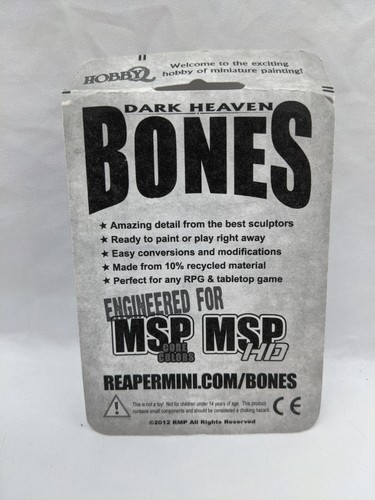 HOBBYQ
Welcome to the exciting
hobby of miniature painting!
DARK HEAVEN
BONES
★ Amazing detail from the best sculptors
★ Ready to paint or play right away
★ Easy conversions and modifications
★ Made from 10% recycled material
★ Perfect for any RPG & tabletop game
ENGINEERED FOR
MSP CORE COLORS MSP HD
REAPERMINI.COM/BONES
This is not a toy! Not for children under 14 years of age. This product
contains small components and should be considered a choking hazard.
CE
©2012 RMP All Rights Reserved